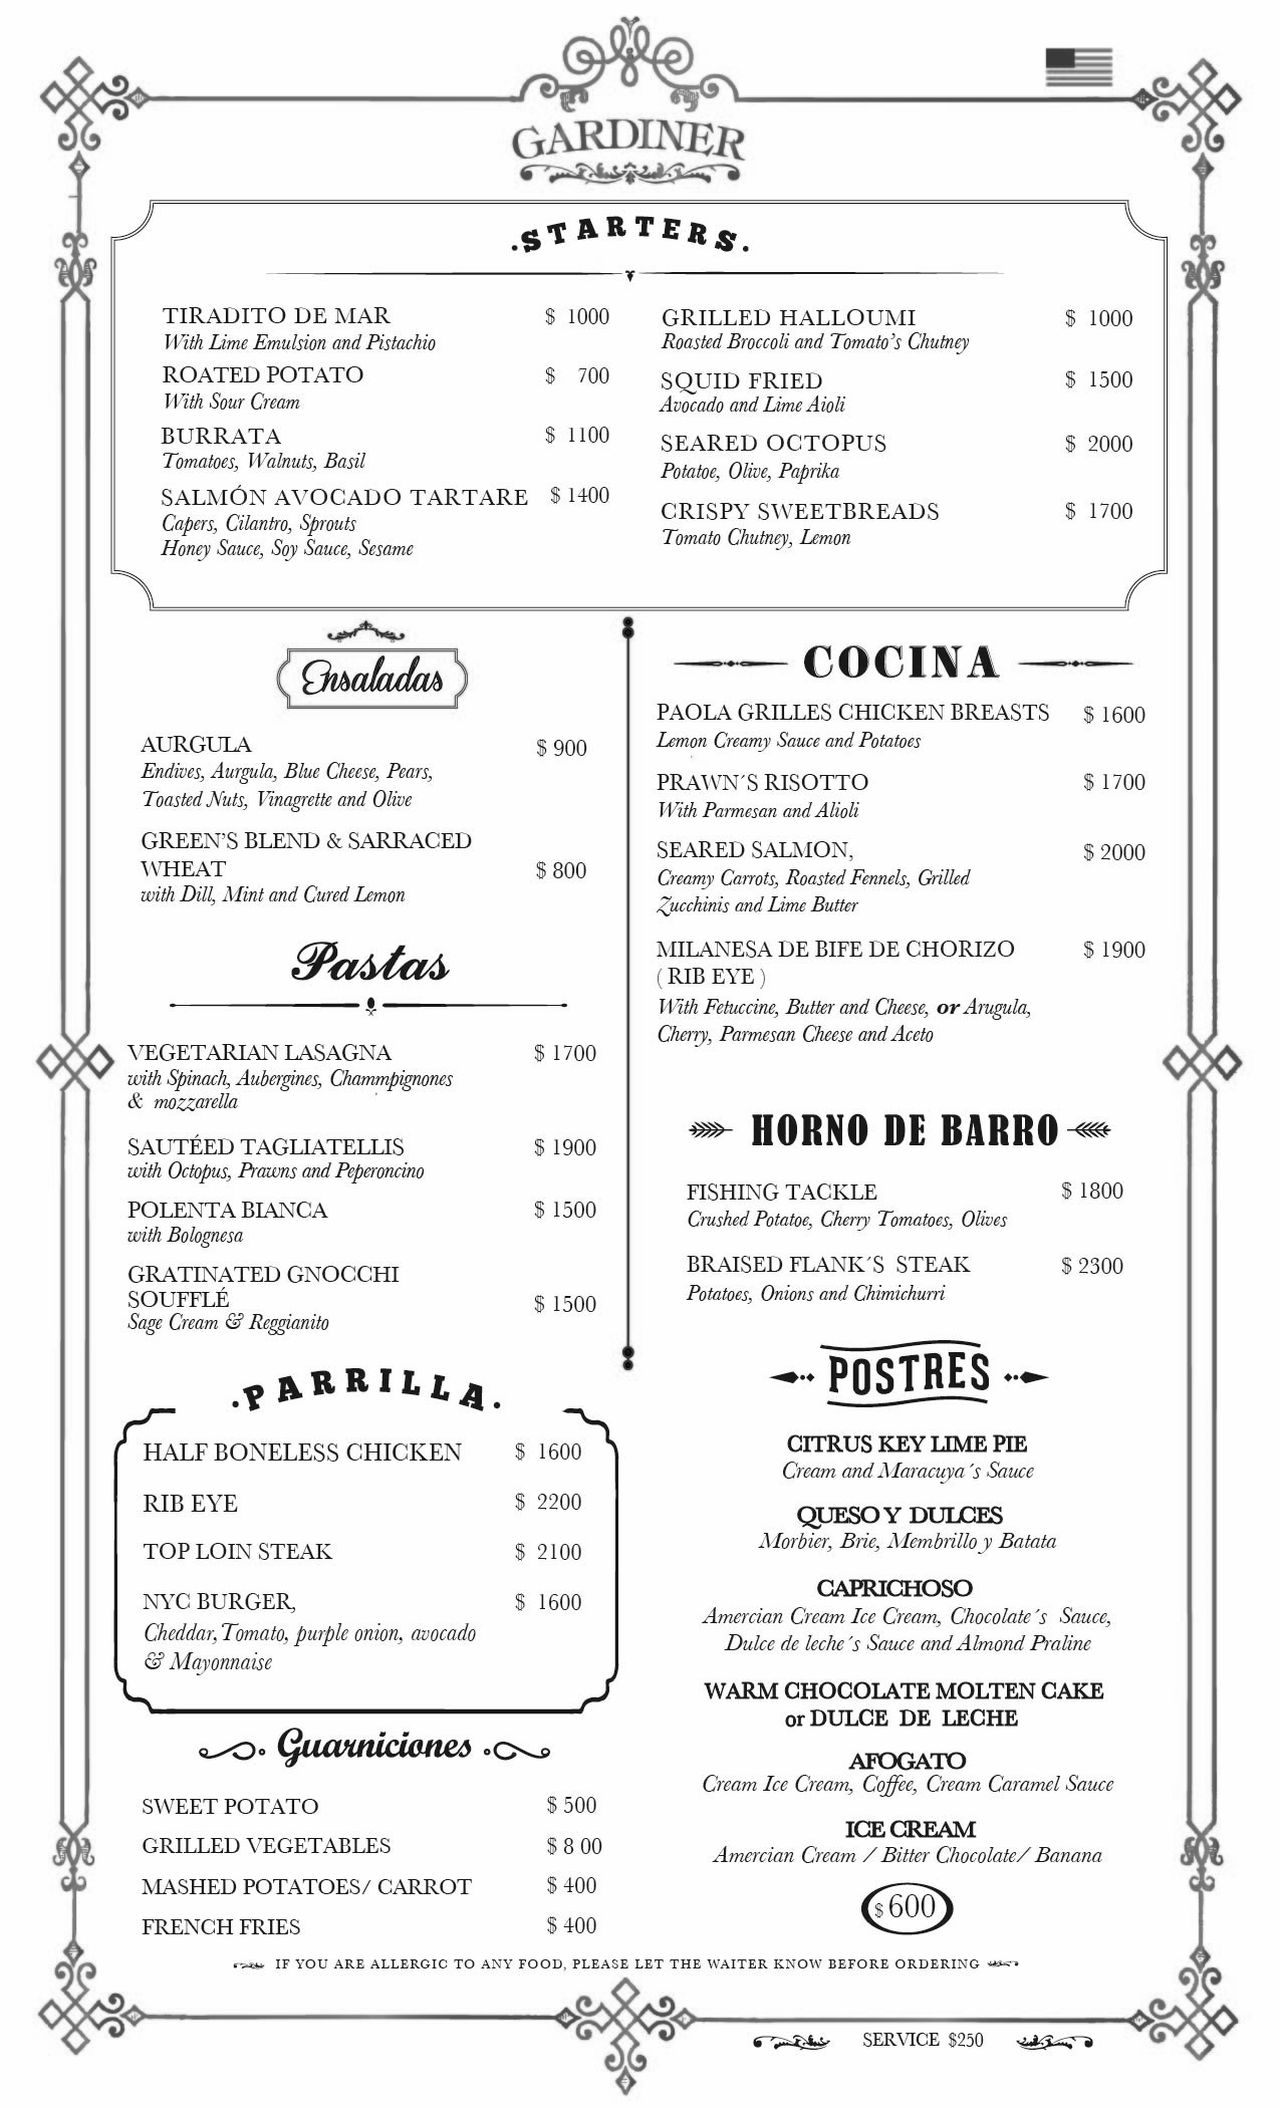 GARDINER
.STARTERS.
TIRADITO DE MAR $ 1000
With Lime Emulsion and Pistachio
ROATED POTATO $ 700
With Sour Cream
BURRATA $ 1100
Tomatoes, Walnuts, Basil
SALMÓN AVOCADO TARTARE $ 1400
Capers, Cilantro, Sprouts
Honey Sauce, Soy Sauce, Sesame
GRILLED HALLOUMI $ 1000
Roasted Broccoli and Tomato's Chutney
SQUID FRIED $ 1500
Avocado and Lime Aioli
SEARED OCTOPUS $ 2000
Potatoe, Olive, Paprika
CRISPY SWEETBREADS $ 1700
Tomato Chutney, Lemon
Ensaladas
AURGULA $ 900
Endives, Aurgula, Blue Cheese, Pears,
Toasted Nuts, Vinagrette and Olive
GREEN'S BLEND & SARRACED
WHEAT $ 800
with Dill, Mint and Cured Lemon
Pastas
VEGETARIAN LASAGNA $ 1700
with Spinach, Aubergines, Chammpignones
& mozzarella
SAUTÉED TAGLIATELLIS $ 1900
with Octopus, Prawns and Peperoncino
POLENTA BIANCA $ 1500
with Bolognesa
GRATINATED GNOCCHI
SOUFFLÉ $ 1500
Sage Cream & Reggianito
.PARRILLA.
HALF BONELESS CHICKEN $ 1600
RIB EYE $ 2200
TOP LOIN STEAK $ 2100
NYC BURGER, $ 1600
Cheddar, Tomato, purple onion, avocado
& Mayonnaise
Guarniciones
SWEET POTATO $ 500
GRILLED VEGETABLES $ 8 00
MASHED POTATOES/ CARROT $ 400
FRENCH FRIES $ 400
COCINA
PAOLA GRILLES CHICKEN BREASTS $ 1600
Lemon Creamy Sauce and Potatoes
PRAWN´S RISOTTO $ 1700
With Parmesan and Alioli
SEARED SALMON, $ 2000
Creamy Carrots, Roasted Fennels, Grilled
Zucchinis and Lime Butter
MILANESA DE BIFE DE CHORIZO $ 1900
( RIB EYE )
With Fetuccine, Butter and Cheese, or Arugula,
Cherry, Parmesan Cheese and Aceto
HORNO DE BARRO
FISHING TACKLE $ 1800
Crushed Potatoe, Cherry Tomatoes, Olives
BRAISED FLANK´S STEAK $ 2300
Potatoes, Onions and Chimichurri
POSTRES
CITRUS KEY LIME PIE
Cream and Maracuya´s Sauce
QUESO Y DULCES
Morbier, Brie, Membrillo y Batata
CAPRICHOSO
Amercian Cream Ice Cream, Chocolate´s Sauce,
Dulce de leche´s Sauce and Almond Praline
WARM CHOCOLATE MOLTEN CAKE
or DULCE DE LECHE
AFOGATO
Cream Ice Cream, Coffee, Cream Caramel Sauce
ICE CREAM
Amercian Cream / Bitter Chocolate/ Banana
$ 600
IF YOU ARE ALLERGIC TO ANY FOOD, PLEASE LET THE WAITER KNOW BEFORE ORDERING
SERVICE $250